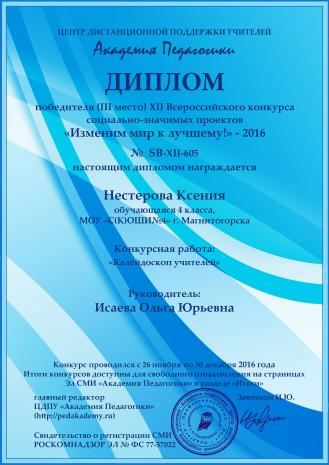 ЦЕНТР ДИСТАНЦИОННОЙ ПОДДЕРЖКИ УЧИТЕЛЕЙ
Академия Педагогики
ДИПЛОМ
победителя (III место) XII Всероссийского конкурса
социально-значимых проектов
«Изменим мир к лучшему!» - 2016
№ SB-XII-605
настоящим дипломом награждается
Нестерова Ксения
обучающаяся 4 класса,
МОУ «С(К)ОШИ№4» г. Магнитогорска
Конкурсная работа:
«Калейдоскоп учителей»
Руководитель:
Исаева Ольга Юрьевна
Конкурс проводился с 26 ноября по 30 декабря 2016 года
Итоги конкурсов доступны для свободного ознакомления на страницах
Эл СМИ «Академия Педагогики» в разделе «Итоги»
главный редактор
ЦДПУ «Академия Педагогики»
(http://pedakademy.ru)
Свидетельство о регистрации СМИ
РОСКОМНАДЗОР ЭЛ № ФС 77-57022